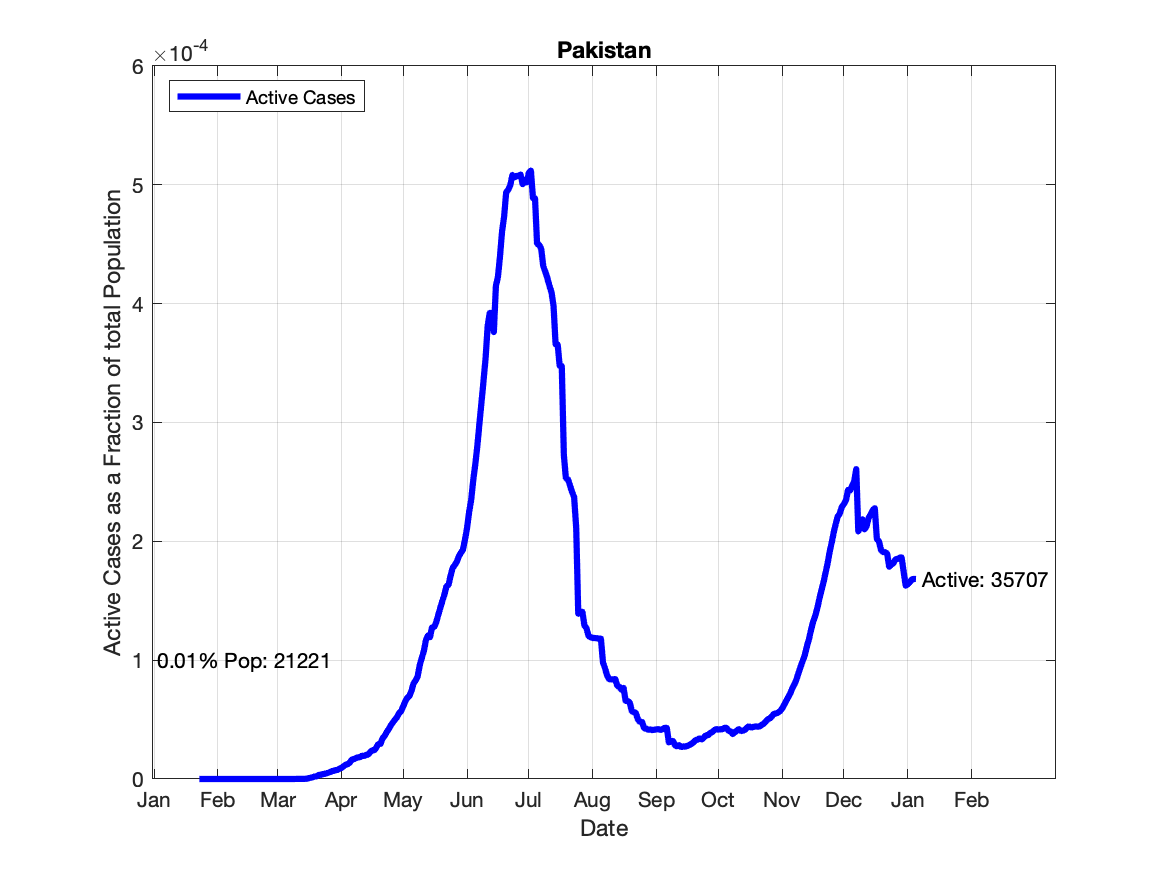 Pakistan
×10-4
Active Cases
6
5
4
3
2
1
0
Active Cases as a Fraction of total Population
0.01% Pop: 21221
Active: 35707
Jan Feb Mar Apr May Jun Jul Aug Sep Oct Nov Dec Jan Feb
Date